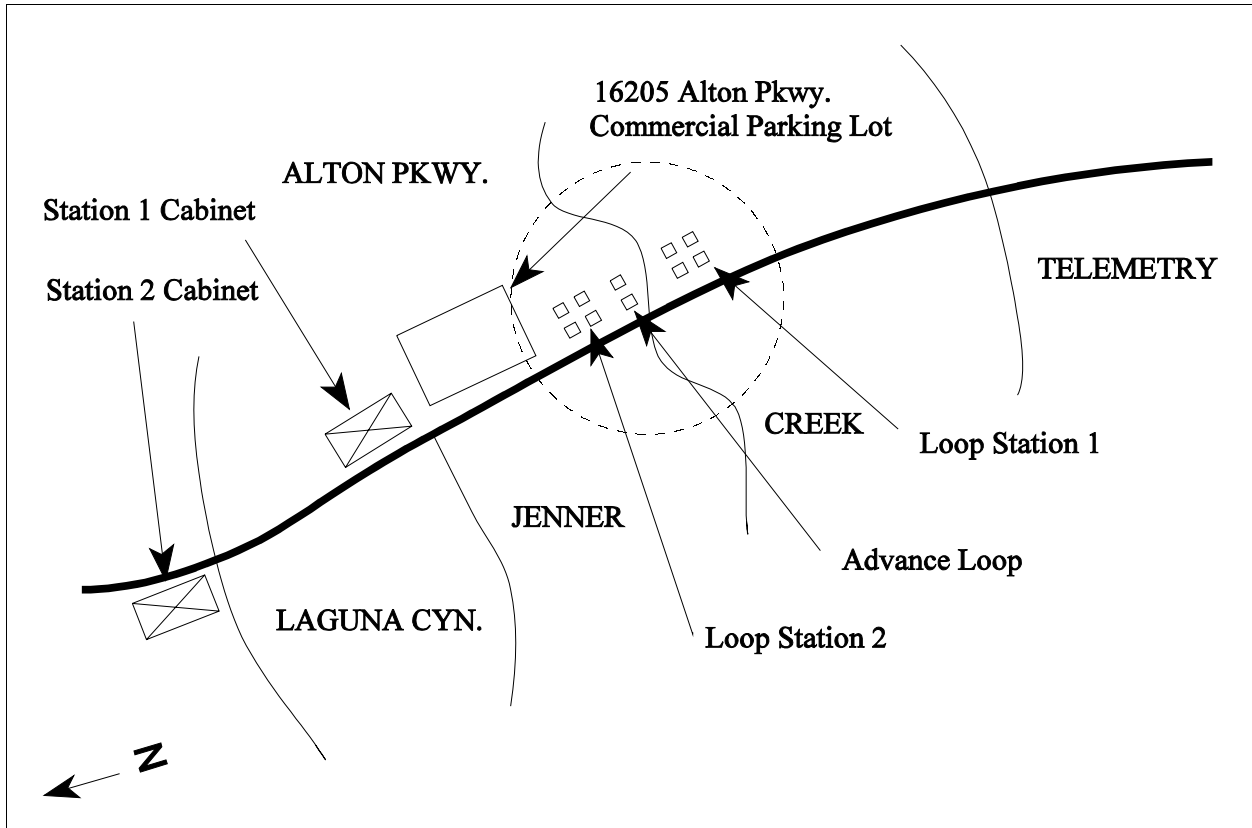 16205 Alton Pkwy.
Commercial Parking Lot
ALTON PKWY.
Station 1 Cabinet
Station 2 Cabinet
TELEMETRY
CREEK
Loop Station 1
JENNER
Advance Loop
LAGUNA CYN.
Loop Station 2
N